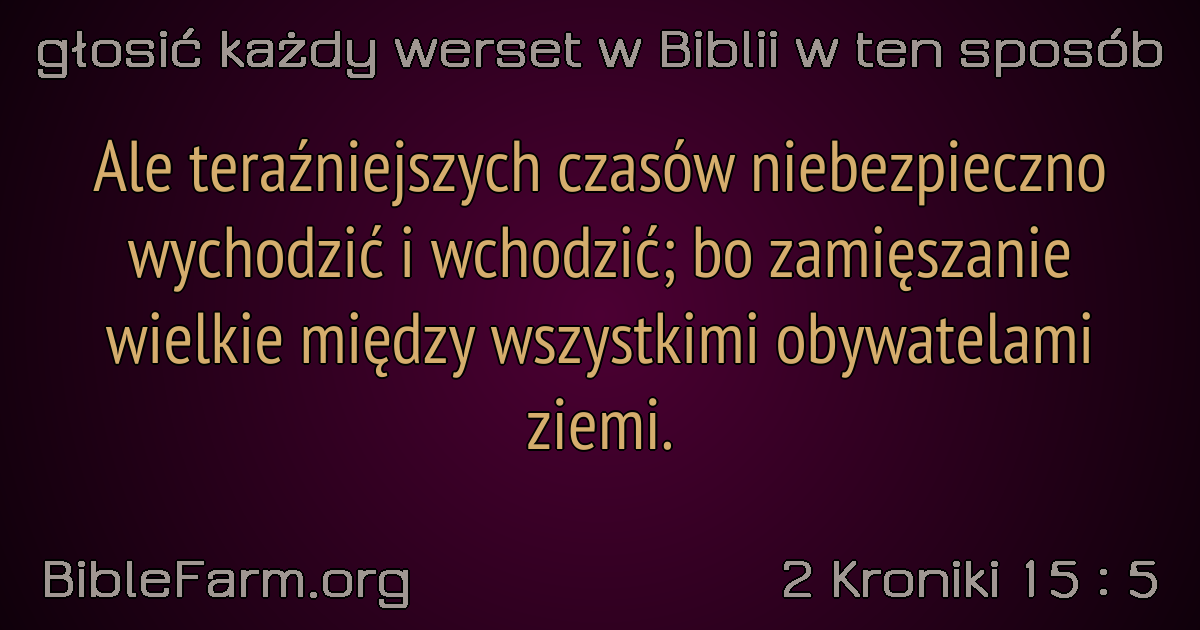 głosić każdy werset w Biblii w ten sposób
Ale teraźniejszych czasów niebezpieczno
wychodzić i wchodzić; bo zamięszanie
wielkie między wszystkimi obywatelami
ziemi.
BibleFarm.org
2 Kroniki 15 : 5